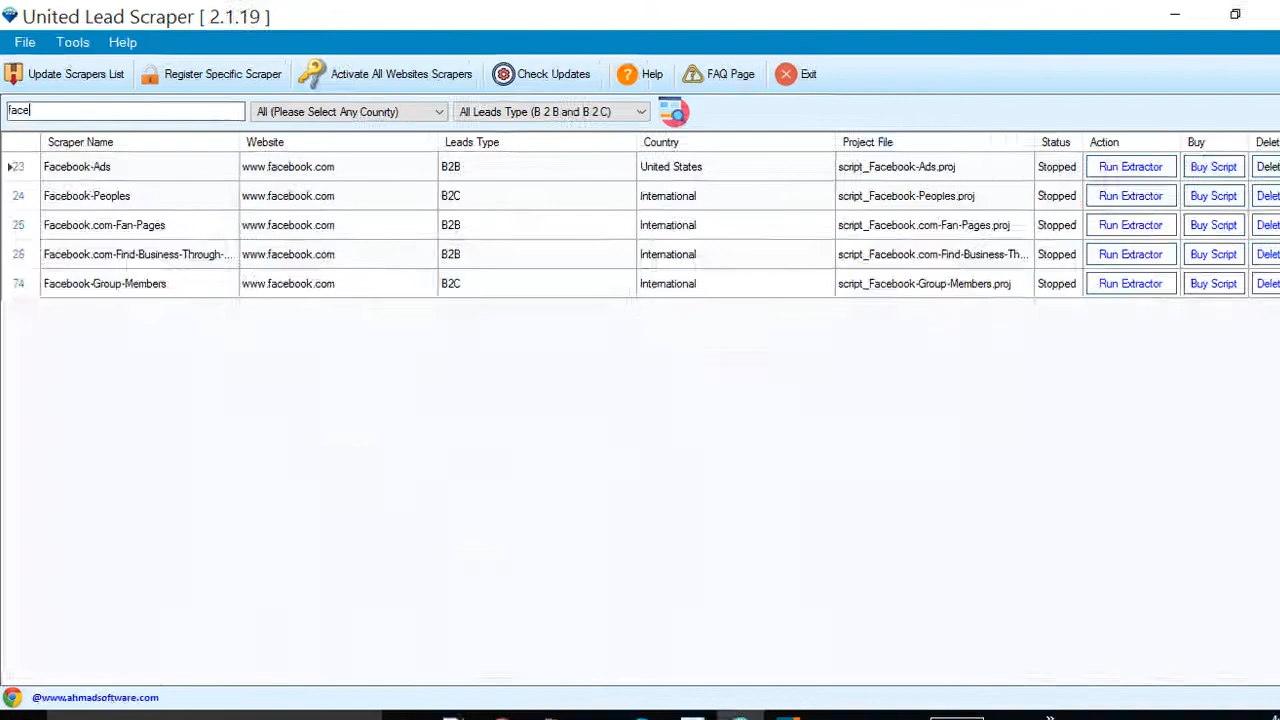 United Lead Scraper [ 2.1.19 ]
File Tools Help
Update Scrapers List Register Specific Scraper Activate All Websites Scrapers Check Updates Help FAQ Page Exit
face All (Please Select Any Counrty) All Leads Type (B 2 B and B 2 C)
Scraper Name Website Leads Type Country Project File Status Action Buy Delet
23 Facebook-Ads www.facebook.com B2B United States script_Facebook-Ads.proj Stopped Run Extractor Buy Script Delet
24 Facebook-Peoples www.facebook.com B2C International script_Facebook-Peoples.proj Stopped Run Extractor Buy Script Delet
25 Facebook.com-Fan-Pages www.facebook.com B2B International script_Facebook.com-Fan-Pages.proj Stopped Run Extractor Buy Script Delet
26 Facebook.com-Find-Business-Through-... www.facebook.com B2B International script_Facebook.com-Find-Business-Th... Stopped Run Extractor Buy Script Delet
74 Facebook-Group-Members www.facebook.com B2C International script_Facebook-Group-Members.proj Stopped Run Extractor Buy Script Delet
@www.ahmadsoftware.com